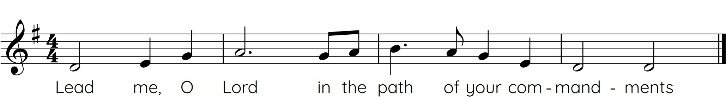 Lead me, O Lord in the path of your com-mand-ments